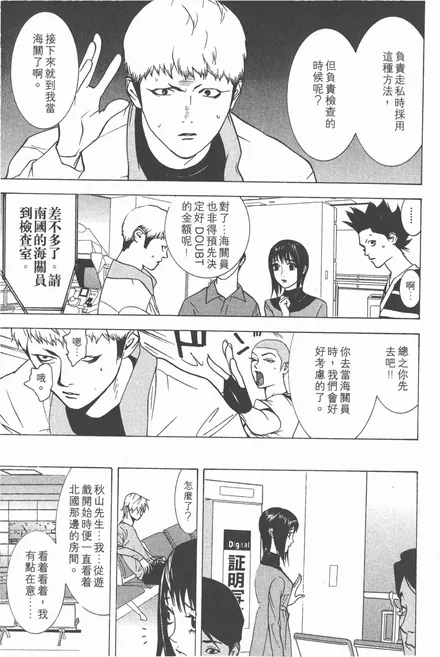 負責走私時採用
這種方法，
但負責檢查的
時候呢？
接下來就到我當
海關了啊。
……
啊…
對了…海關員
也非得預先決
定好DOUBT
的金額呢！
差不多了。請
南國的海關員
到檢查室。
總之你先
去吧!!
你去當海關員
時，我們會好
好考慮的了。
嗯…
哦。
怎麼了？
秋山先生…我…從遊
戲開始時便一直看着
北國那邊的房間。
看着看着，我
有點在意……
Digital
証明写